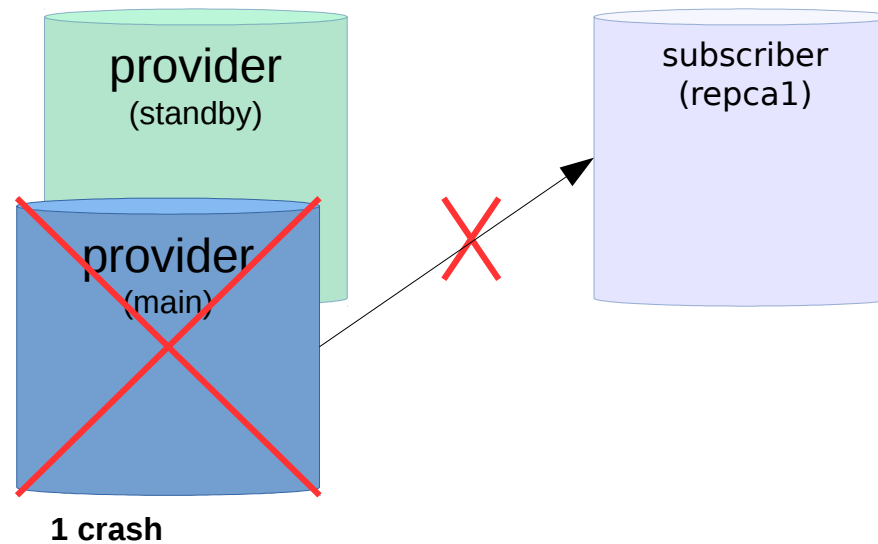 provider
(standby)
subscriber
(repca1)
provider
(main)
1 crash